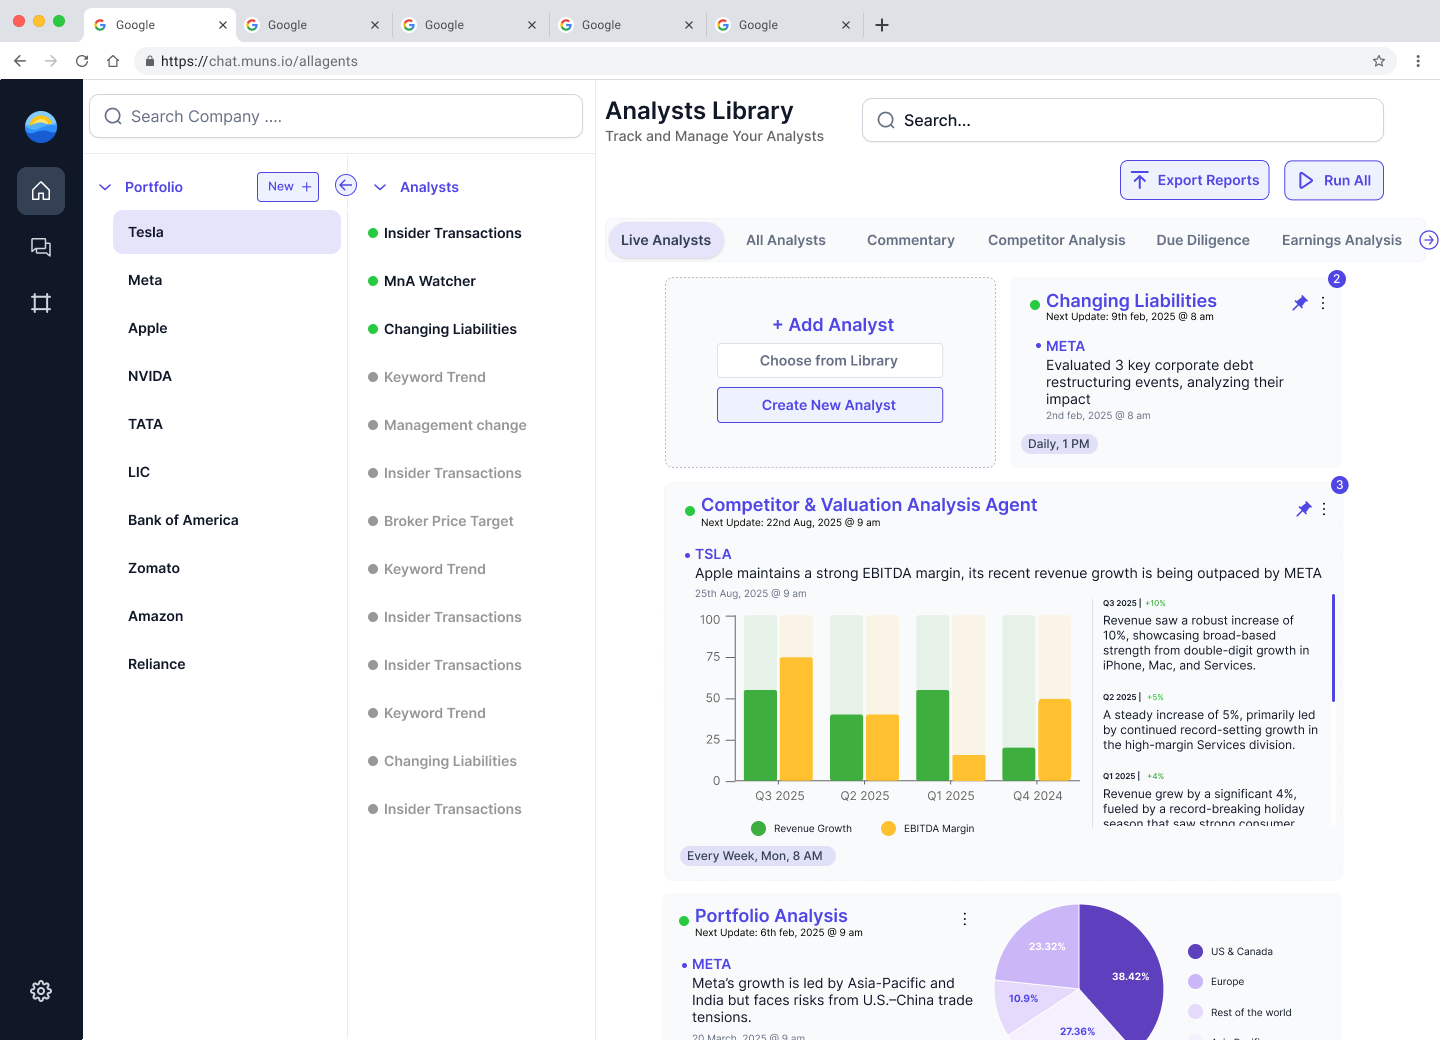 Google
Google
Google
Google
Google
https://chat.muns.io/allagents
Search Company ....
Portfolio
New +
Tesla
Meta
Apple
NVIDIA
TATA
LIC
Bank of America
Zomato
Amazon
Reliance
Analysts
Insider Transactions
MnA Watcher
Changing Liabilities
Keyword Trend
Management change
Insider Transactions
Broker Price Target
Keyword Trend
Insider Transactions
Insider Transactions
Keyword Trend
Changing Liabilities
Insider Transactions
Analysts Library
Track and Manage Your Analysts
Search...
Export Reports
Run All
Live Analysts
All Analysts
Commentary
Competitor Analysis
Due Diligence
Earnings Analysis
+ Add Analyst
Choose from Library
Create New Analyst
2
Changing Liabilities
Next Update: 9th feb, 2025 @ 8 am
• META
Evaluated 3 key corporate debt
restructuring events, analyzing their
impact
2nd feb, 2025 @ 8 am
Daily, 1 PM
3
Competitor & Valuation Analysis Agent
Next Update: 22nd Aug, 2025 @ 9 am
• TSLA
Apple maintains a strong EBITDA margin, its recent revenue growth is being outpaced by META
25th Aug, 2025 @ 9 am
100
75
50
25
0
Q3 2025
Q2 2025
Q1 2025
Q4 2024
Revenue Growth
EBITDA Margin
Q3 2025 | +10%
Revenue saw a robust increase of
10%, showcasing broad-based
strength from double-digit growth in
iPhone, Mac, and Services.
Q2 2025 | +5%
A steady increase of 5%, primarily led
by continued record-setting growth in
the high-margin Services division.
Q1 2025 | +4%
Revenue grew by a significant 4%,
fueled by a record-breaking holiday
season that saw strong consumer
Every Week, Mon, 8 AM
Portfolio Analysis
Next Update: 6th feb, 2025 @ 9 am
• META
Meta's growth is led by Asia-Pacific and
India but faces risks from U.S.–China trade
tensions.
20 March, 2025 @ 9 am
23.32%
38.42%
10.9%
27.36%
US & Canada
Europe
Rest of the world